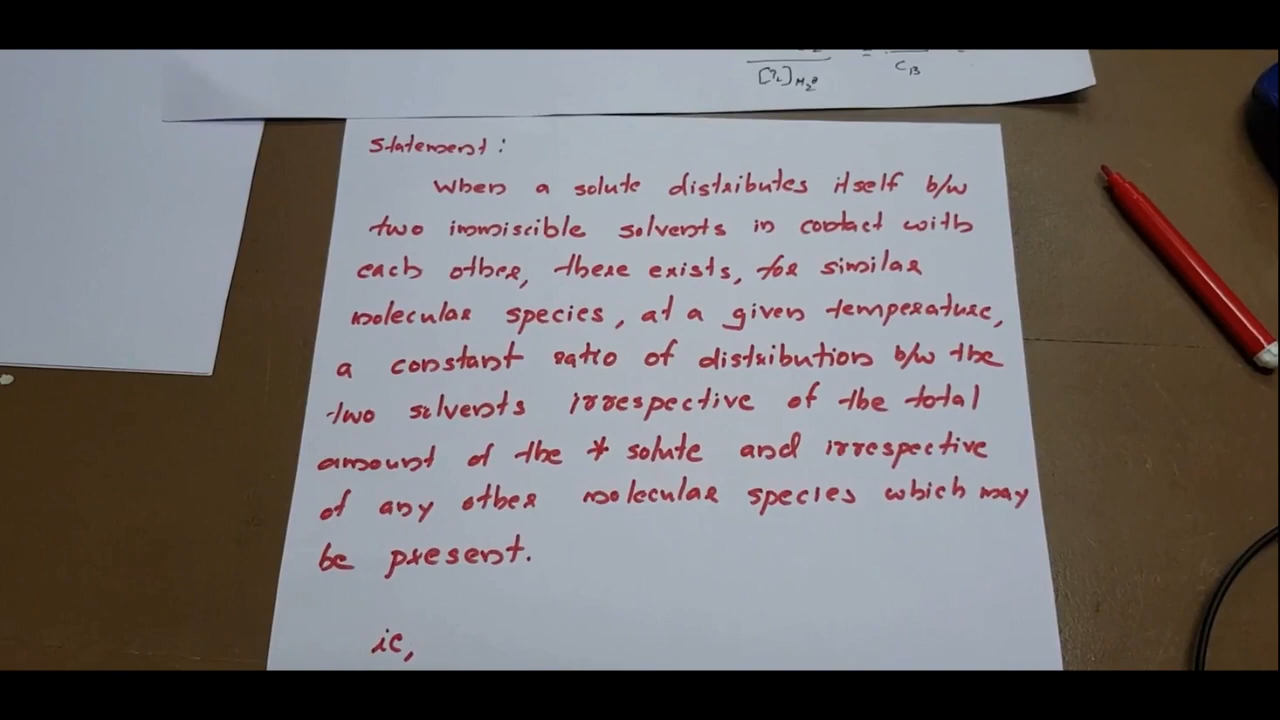 [I₂]H₂O
C B
Statement :
When a solute distributes itself b/w
two immiscible solvents in contact with
each other, there exists, for similar
molecular species, at a given temperature,
a constant ratio of distribution b/w the
two solvents irrespective of the total
amount of the * solute and irrespective
of any other molecular species which may
be present.
ie,